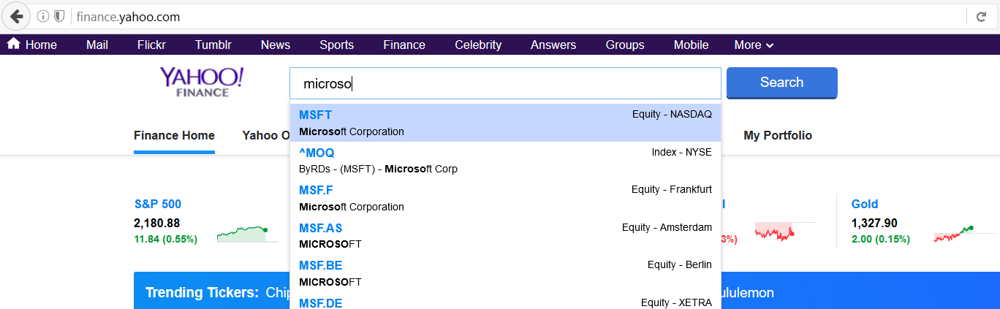 finance.yahoo.com
Home Mail Flickr Tumblr News Sports Finance Celebrity Answers Groups Mobile More
YAHOO!
FINANCE
microso
Search
MSFT Equity - NASDAQ
Microsoft Corporation
Finance Home Yahoo O My Portfolio
^MOQ Index - NYSE
ByRDs - (MSFT) - Microsoft Corp
MSF.F Equity - Frankfurt
Microsoft Corporation
S&P 500 Gold
2,180.88 1,327.90
11.84 (0.55%) 3%) 2.00 (0.15%)
MSF.AS Equity - Amsterdam
MICROSOFT
MSF.BE Equity - Berlin
MICROSOFT
Trending Tickers: Chip ululemon
MSF.DE Equity - XETRA